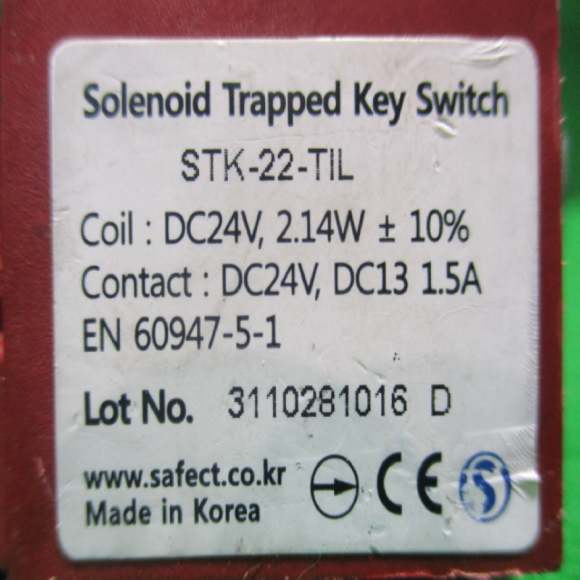 Solenoid Trapped Key Switch
STK-22-TIL
Coil : DC24V, 2.14W ± 10%
Contact : DC24V, DC13 1.5A
EN 60947-5-1
Lot No. 3110281016 D
www.safect.co.kr
Made in Korea
CE